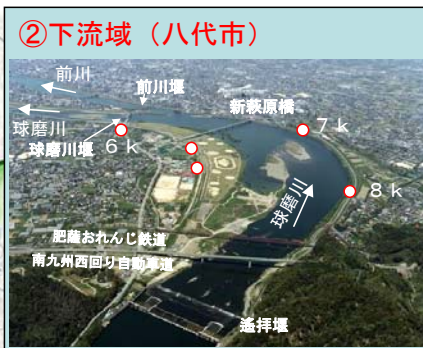 ②下流域（八代市）
前川
前川堰
新萩原橋
球磨川
６ｋ
７ｋ
球磨川堰
８ｋ
球磨川
肥薩おれんじ鉄道
南九州西回り自動車道
遙拝堰